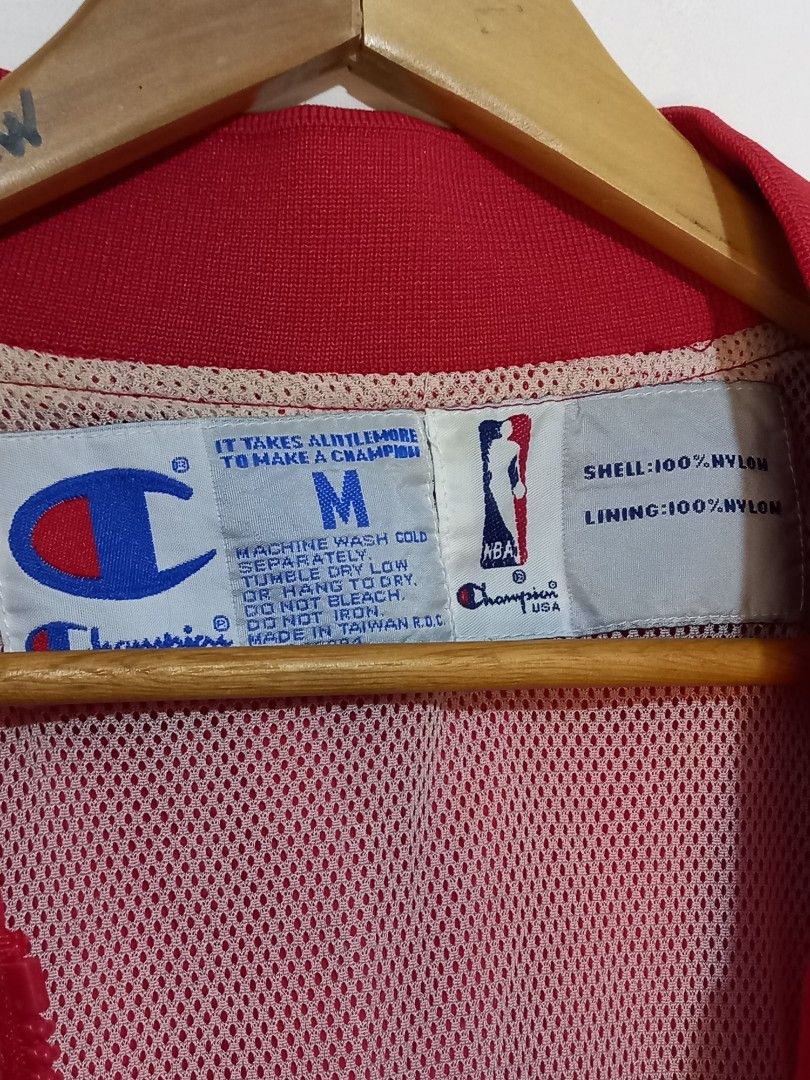 W
®
IT TAKES A LITTLE MORE
TO MAKE A CHAMPION
M
MACHINE WASH COLD
SEPARATELY.
TUMBLE DRY LOW
OR HANG TO DRY.
DO NOT BLEACH.
DO NOT IRON.
MADE IN TAIWAN R.O.C.
Champion ®
NBA
®
Champion
USA
SHELL:100%NYLON
LINING:100%NYLON